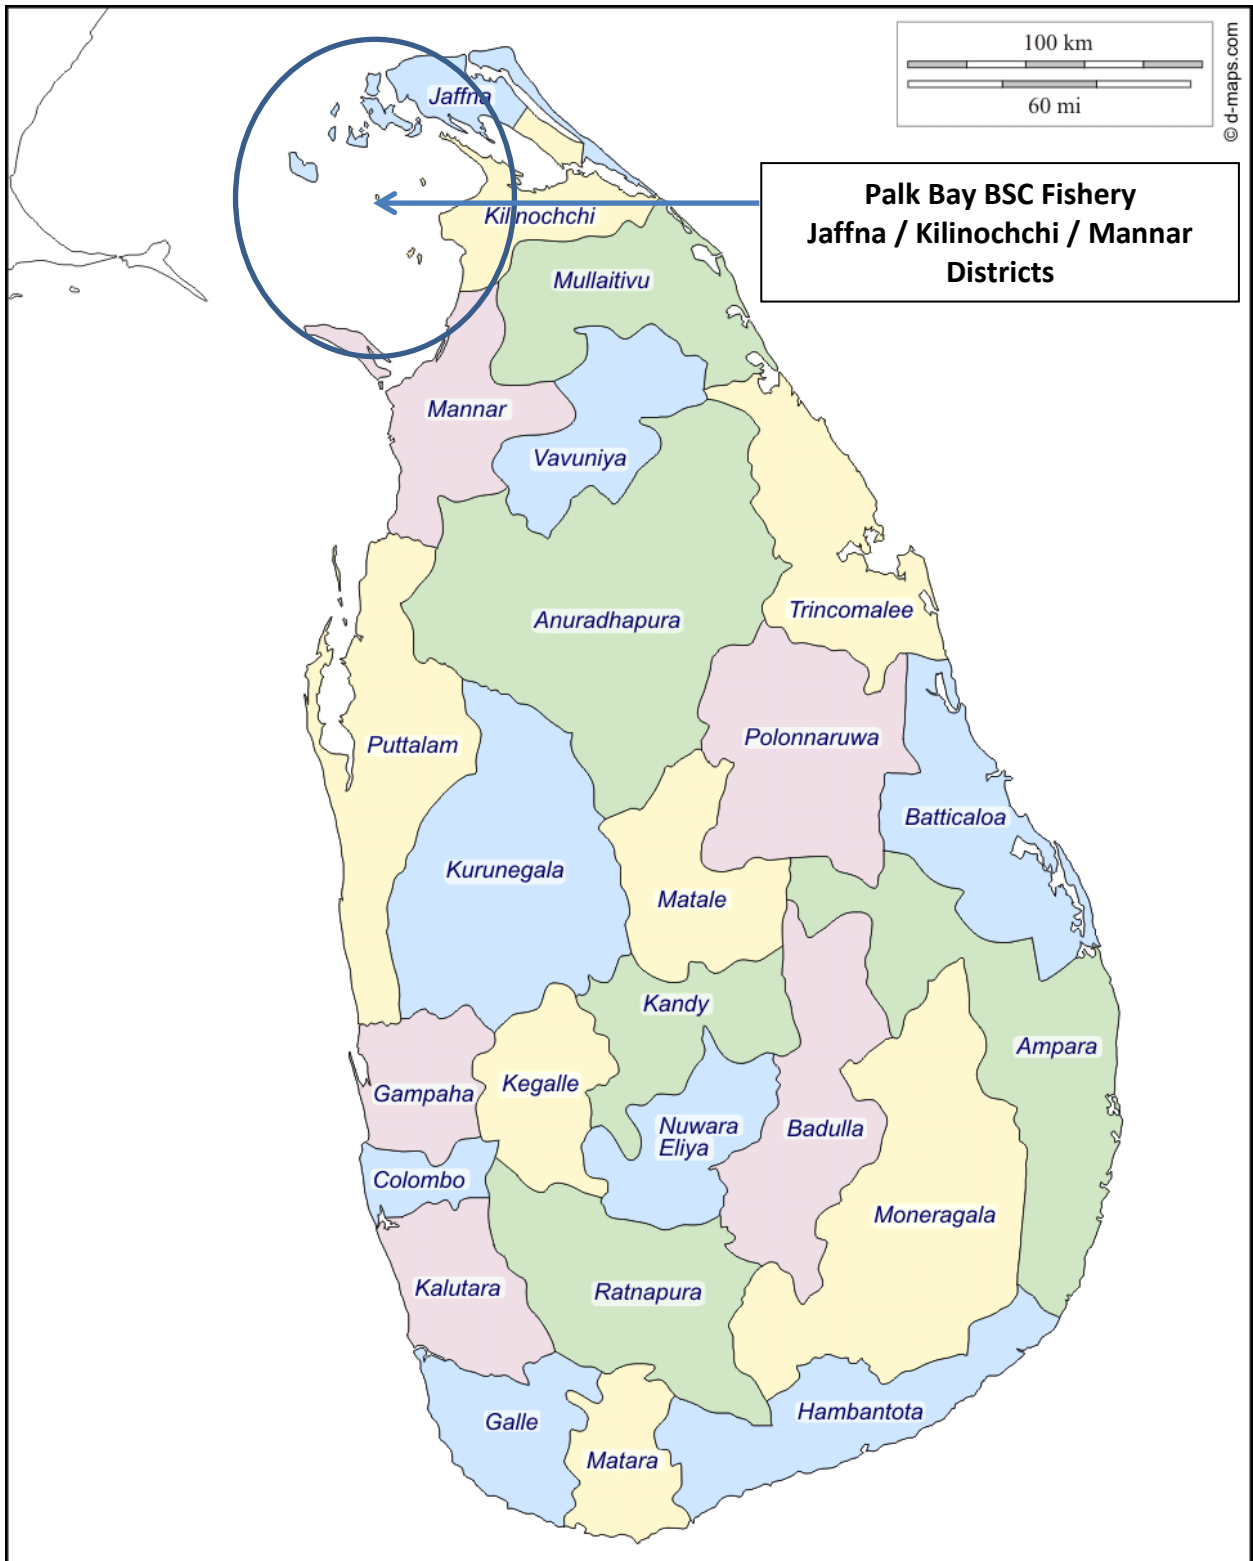 100 km
60 mi
© d-maps.com
Jaffna
Palk Bay BSC Fishery
Jaffna / Kilinochchi / Mannar
Districts
Kilinochchi
Mullaitivu
Mannar
Vavuniya
Anuradhapura
Trincomalee
Puttalam
Polonnaruwa
Batticaloa
Kurunegala
Matale
Kandy
Ampara
Gampaha
Kegalle
Nuwara
Eliya
Badulla
Colombo
Moneragala
Kalutara
Ratnapura
Galle
Hambantota
Matara